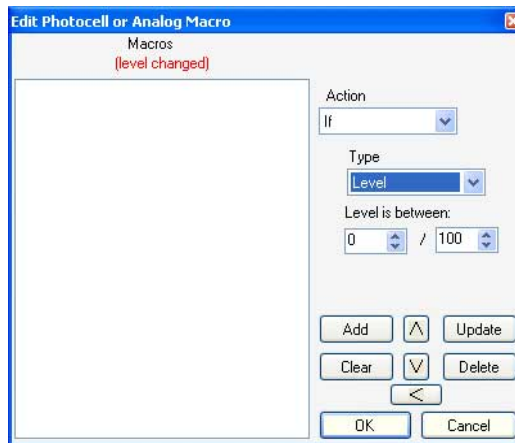 Edit Photocell or Analog Macro
Macros
(level changed)
Action
If
Type
Level
Level is between:
0 / 100
Add ^ Update
Clear V Delete
<
OK Cancel